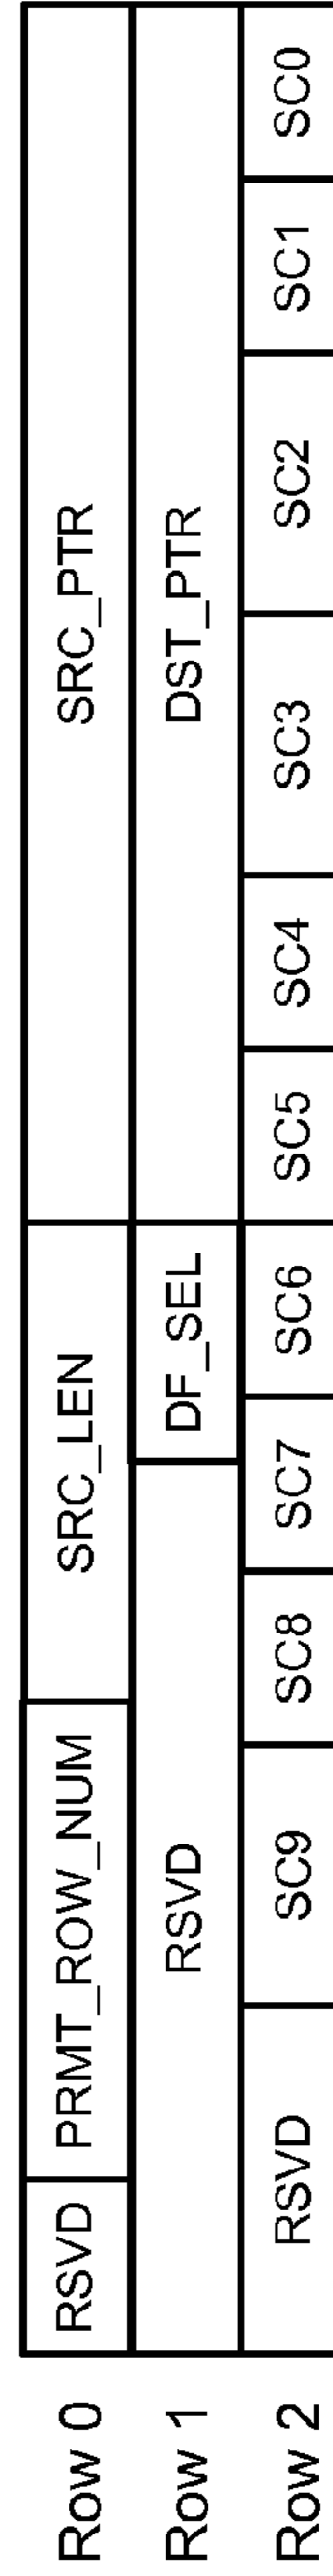 Row 0 RSVD PRMT_ROW_NUM SRC_LEN SRC_PTR
Row 1 RSVD DF_SEL DST_PTR
Row 2 RSVD SC9 SC8 SC7 SC6 SC5 SC4 SC3 SC2 SC1 SC0